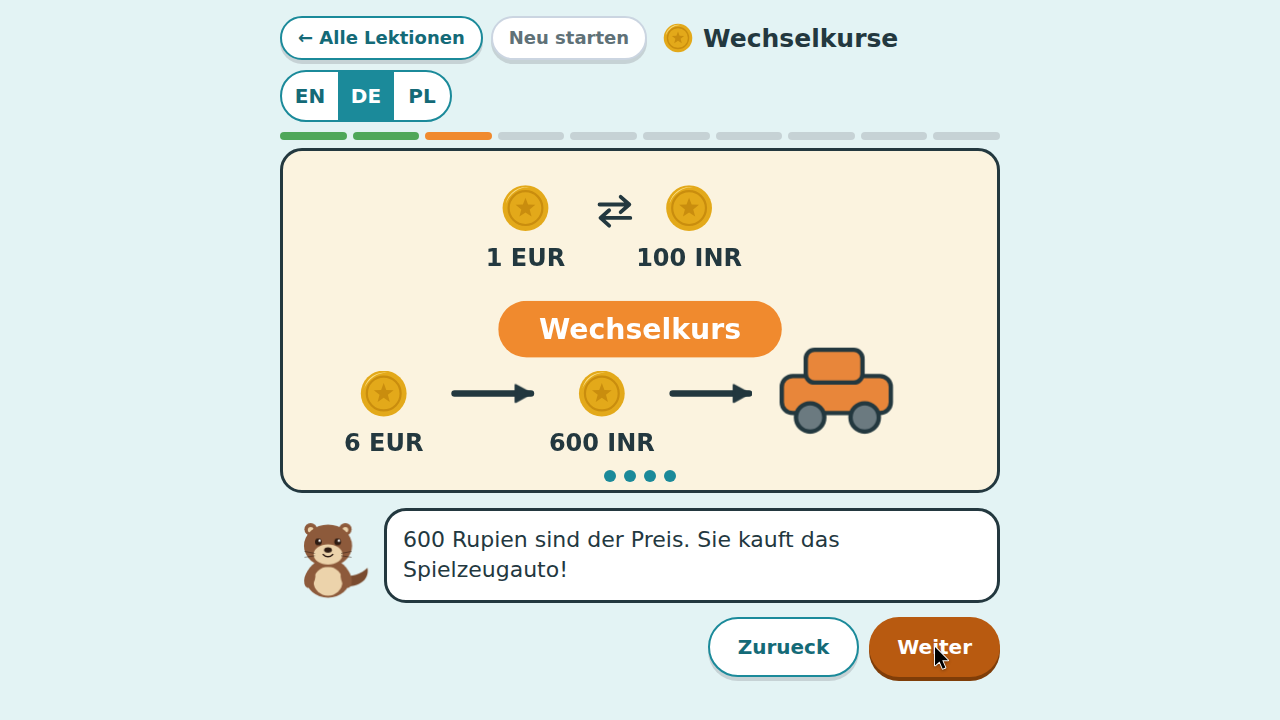 ← Alle Lektionen
Neu starten
Wechselkurse
EN
DE
PL
1 EUR
100 INR
Wechselkurs
6 EUR
600 INR
600 Rupien sind der Preis. Sie kauft das
Spielzeugauto!
Zurueck
Weiter